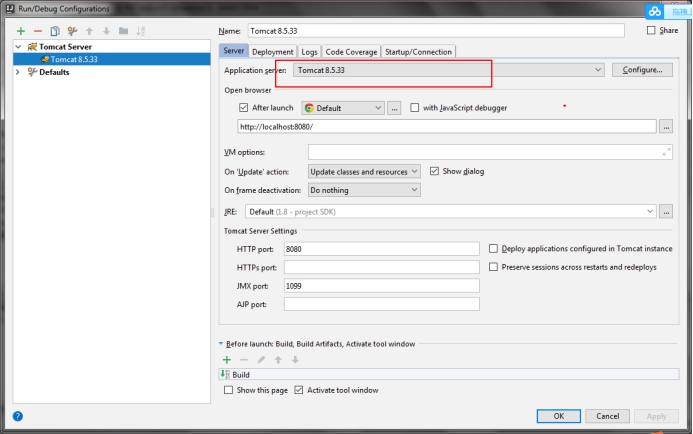 Run/Debug Configurations
Name: Tomcat 8.5.33
Share
Tomcat Server
Tomcat 8.5.33
Defaults
Server Deployment Logs Code Coverage Startup/Connection
Application server: Tomcat 8.5.33 Configure...
Open browser
After launch Default ... with JavaScript debugger
http://localhost:8080/ ...
VM options:
On 'Update' action: Update classes and resources Show dialog
On frame deactivation: Do nothing
JRE: Default (1.8 - project SDK) ...
Tomcat Server Settings
HTTP port: 8080 Deploy applications configured in Tomcat instance
HTTPs port: Preserve sessions across restarts and redeploys
JMX port: 1099
AJP port:
Before launch: Build, Build Artifacts, Activate tool window
Build
Show this page Activate tool window
OK Cancel Apply